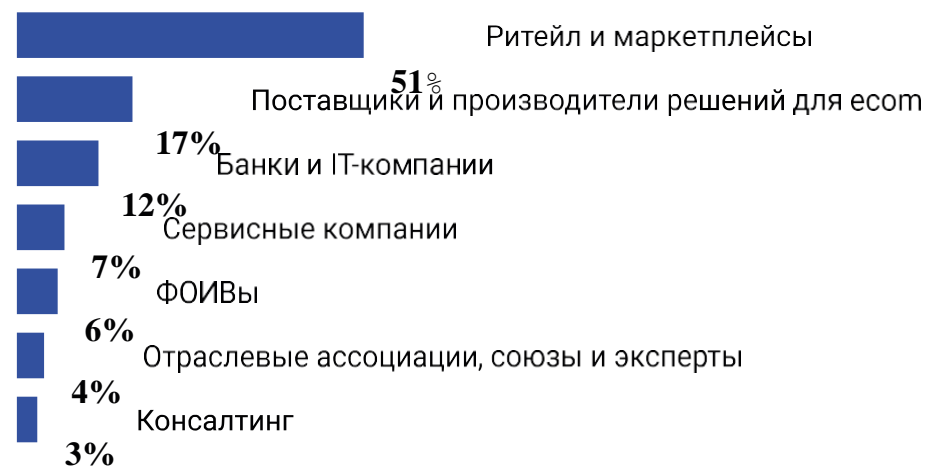 Ритейл и маркетплейсы
51%
Поставщики и производители решений для ecom
17%
Банки и IT-компании
12%
Сервисные компании
7%
ФОИВы
6%
Отраслевые ассоциации, союзы и эксперты
4%
Консалтинг
3%